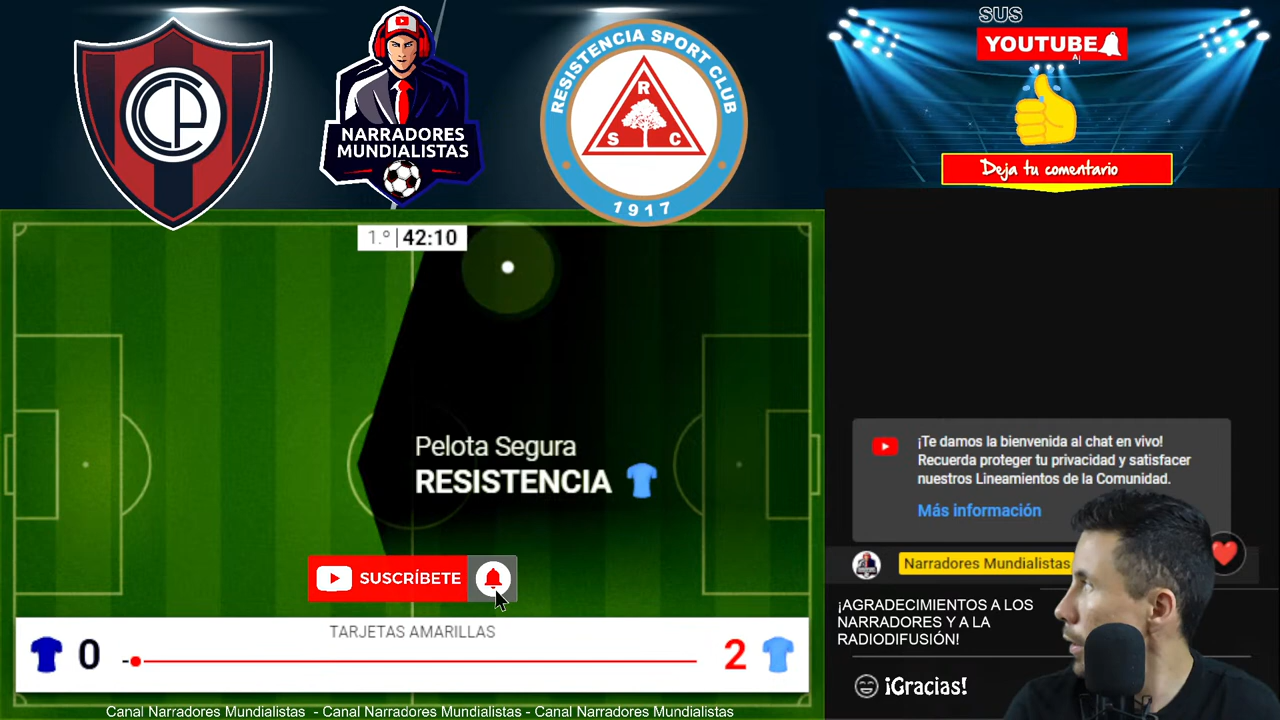 CCP
NARRADORES
MUNDIALISTAS
RESISTENCIA SPORT CLUB
R
S C
1917
SUS
YOUTUBE
A
Deja tu comentario
1.º 42:10
Pelota Segura
RESISTENCIA
SUSCRÍBETE
TARJETAS AMARILLAS
0
2
Canal Narradores Mundialistas - Canal Narradores Mundialistas - Canal Narradores Mundialistas
¡Te damos la bienvenida al chat en vivo!
Recuerda proteger tu privacidad y satisfacer
nuestros Lineamientos de la Comunidad.
Más información
Narradores Mundialistas
¡AGRADECIMIENTOS A LOS
NARRADORES Y A LA
RADIODIFUSIÓN!
¡Gracias!